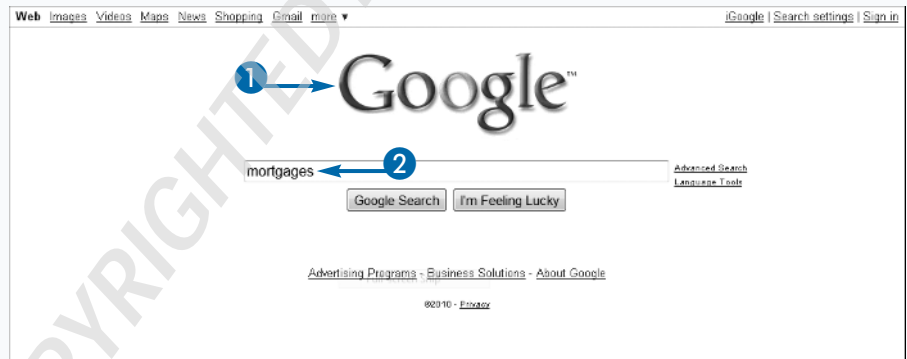 Web Images Videos Maps News Shopping Gmail more ▼
iGoogle | Search settings | Sign in
1
Google™
mortgages
2
Advanced Search
Language Tools
Google Search
I'm Feeling Lucky
Advertising Programs - Business Solutions - About Google
©2010 - Privacy
PYRIGHTED